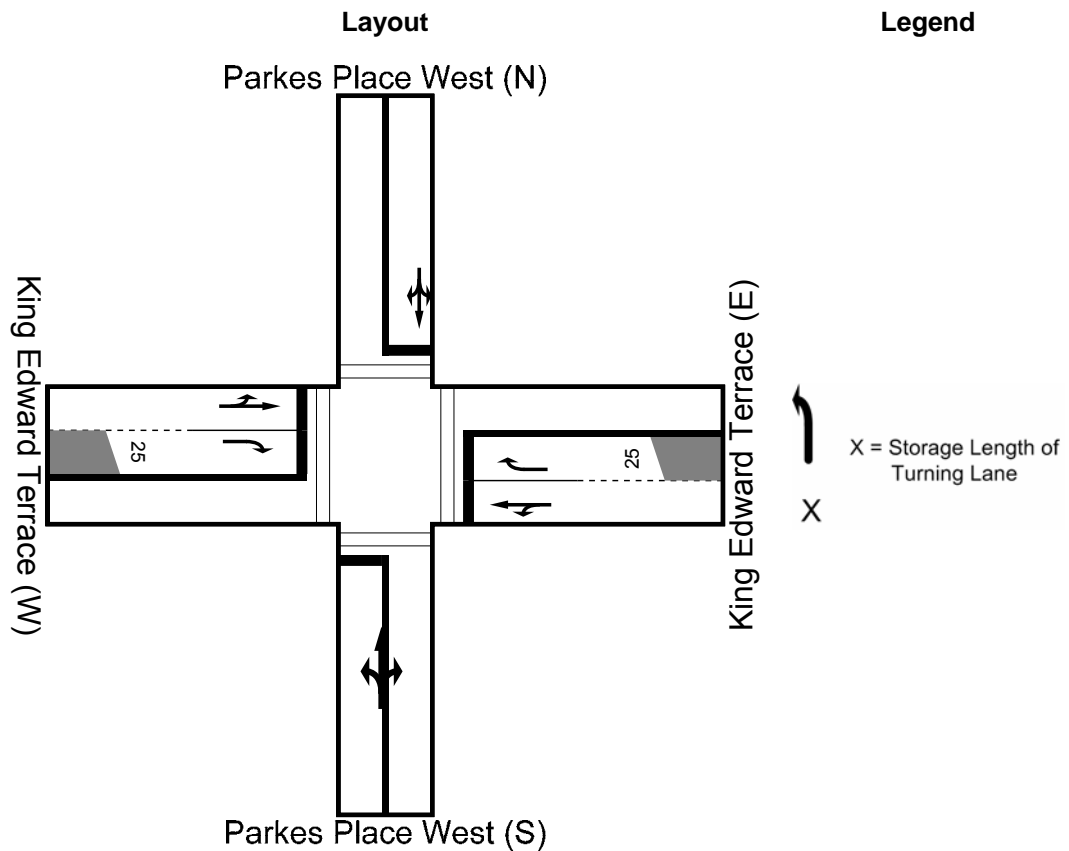 Layout
Legend
Parkes Place West (N)
King Edward Terrace (W)
25
25
King Edward Terrace (E)
X
X = Storage Length of
Turning Lane
Parkes Place West (S)